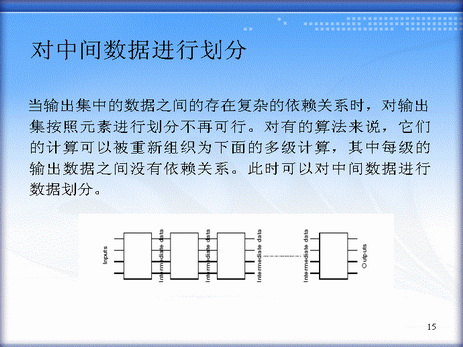 对中间数据进行划分
当输出集中的数据之间的存在复杂的依赖关系时，对输出
集按照元素进行划分不再可行。对有的算法来说，它们
的计算可以被重新组织为下面的多级计算，其中每级的
输出数据之间没有依赖关系。此时可以对中间数据进行
数据划分。
Inputs
Intermediate data
Intermediate data
Intermediate data
Intermediate data
Outputs
15